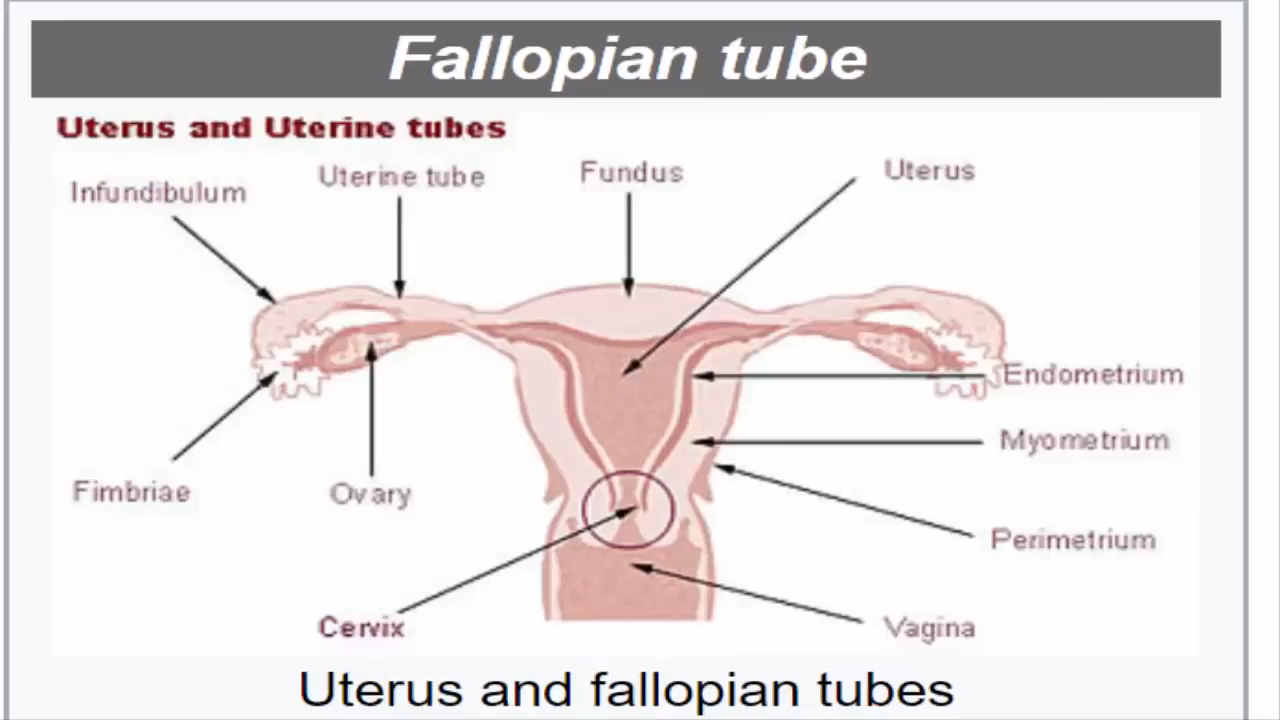 Fallopian tube
Uterus and Uterine tubes
Infundibulum
Uterine tube
Fundus
Uterus
Endometrium
Myometrium
Fimbriae
Ovary
Perimetrium
Cervix
Vagina
Uterus and fallopian tubes